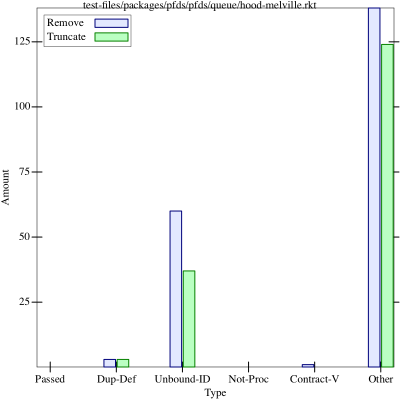 test-files/packages/pfds/pfds/queue/hood-melville.rkt
Remove
Truncate
125
100
75
50
25
Amount
Passed Dup-Def Unbound-ID Not-Proc Contract-V Other
Type